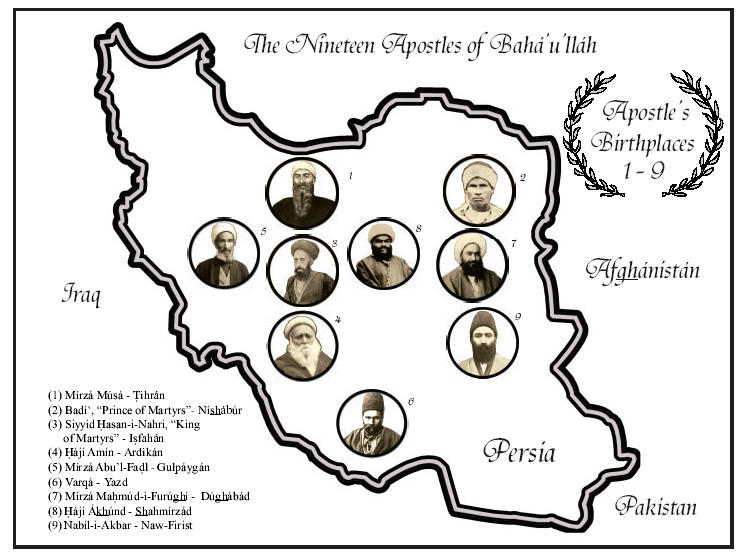 The Nineteen Apostles of Bahá'u'lláh
Apostle's
Birthplaces
1 - 9
1
2
8
5
3
7
Afghánistán
Iraq
4
9
6
(1) Mírzá Músá - Ṭihrán
(2) Badí‘, “Prince of Martyrs”- Níshábúr
(3) Siyyid Ḥasan-i-Nahri, “King
of Martyrs” - Iṣfahán
(4) Ḥájí Amín - Ardikán
(5) Mírzá Abu’l-Faḍl - Gulpáygán
(6) Varqá - Yazd
(7) Mírzá Maḥmúd-i-Furúghí - Dúghábád
(8) Ḥájí Ákhúnd - Shahmírzád
(9) Nabíl-i-Akbar - Naw-Firist
Persia
Pakistan